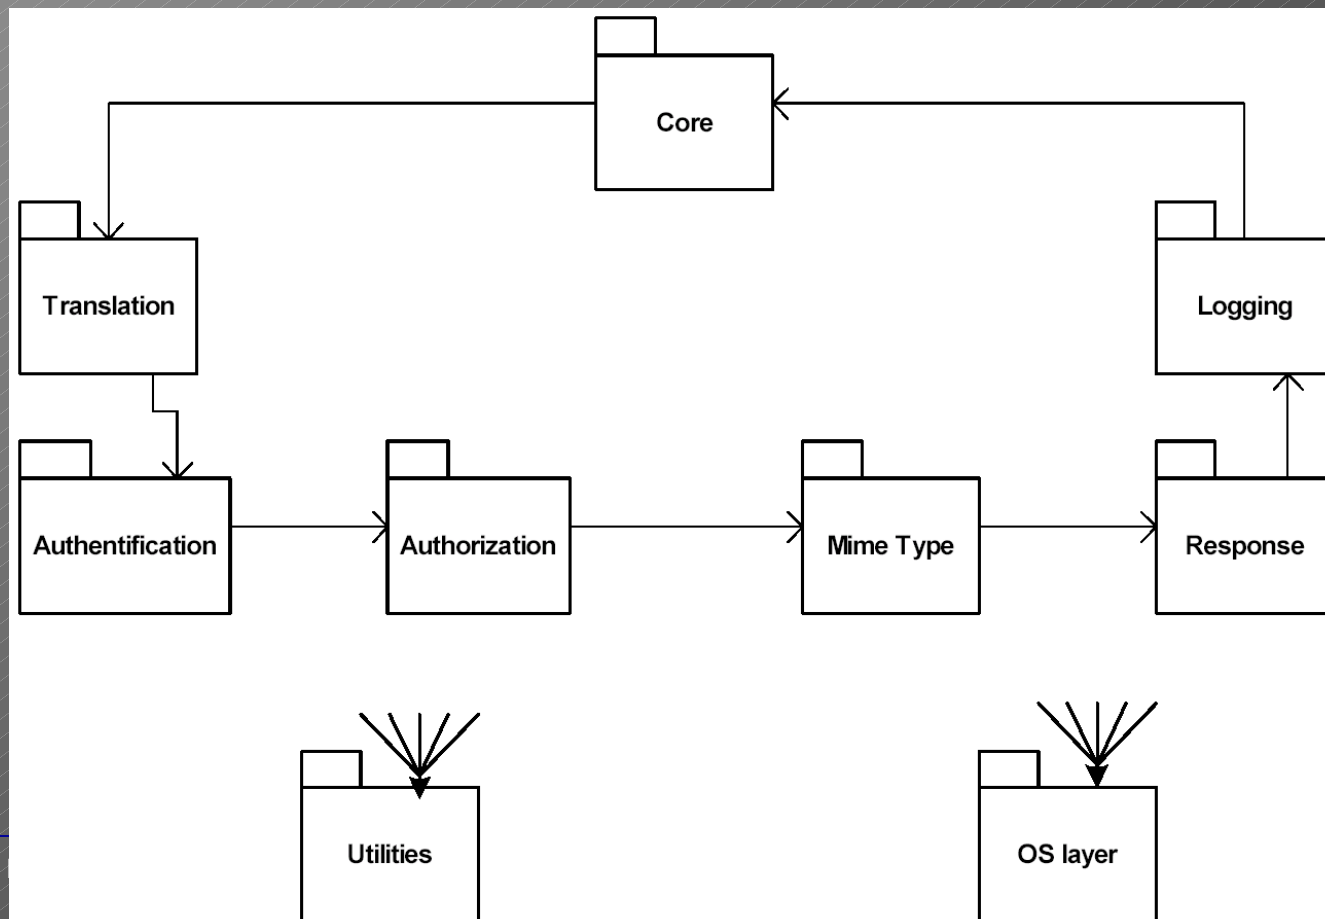 Core
Translation
Logging
Authentification
Authorization
Mime Type
Response
Utilities
OS layer